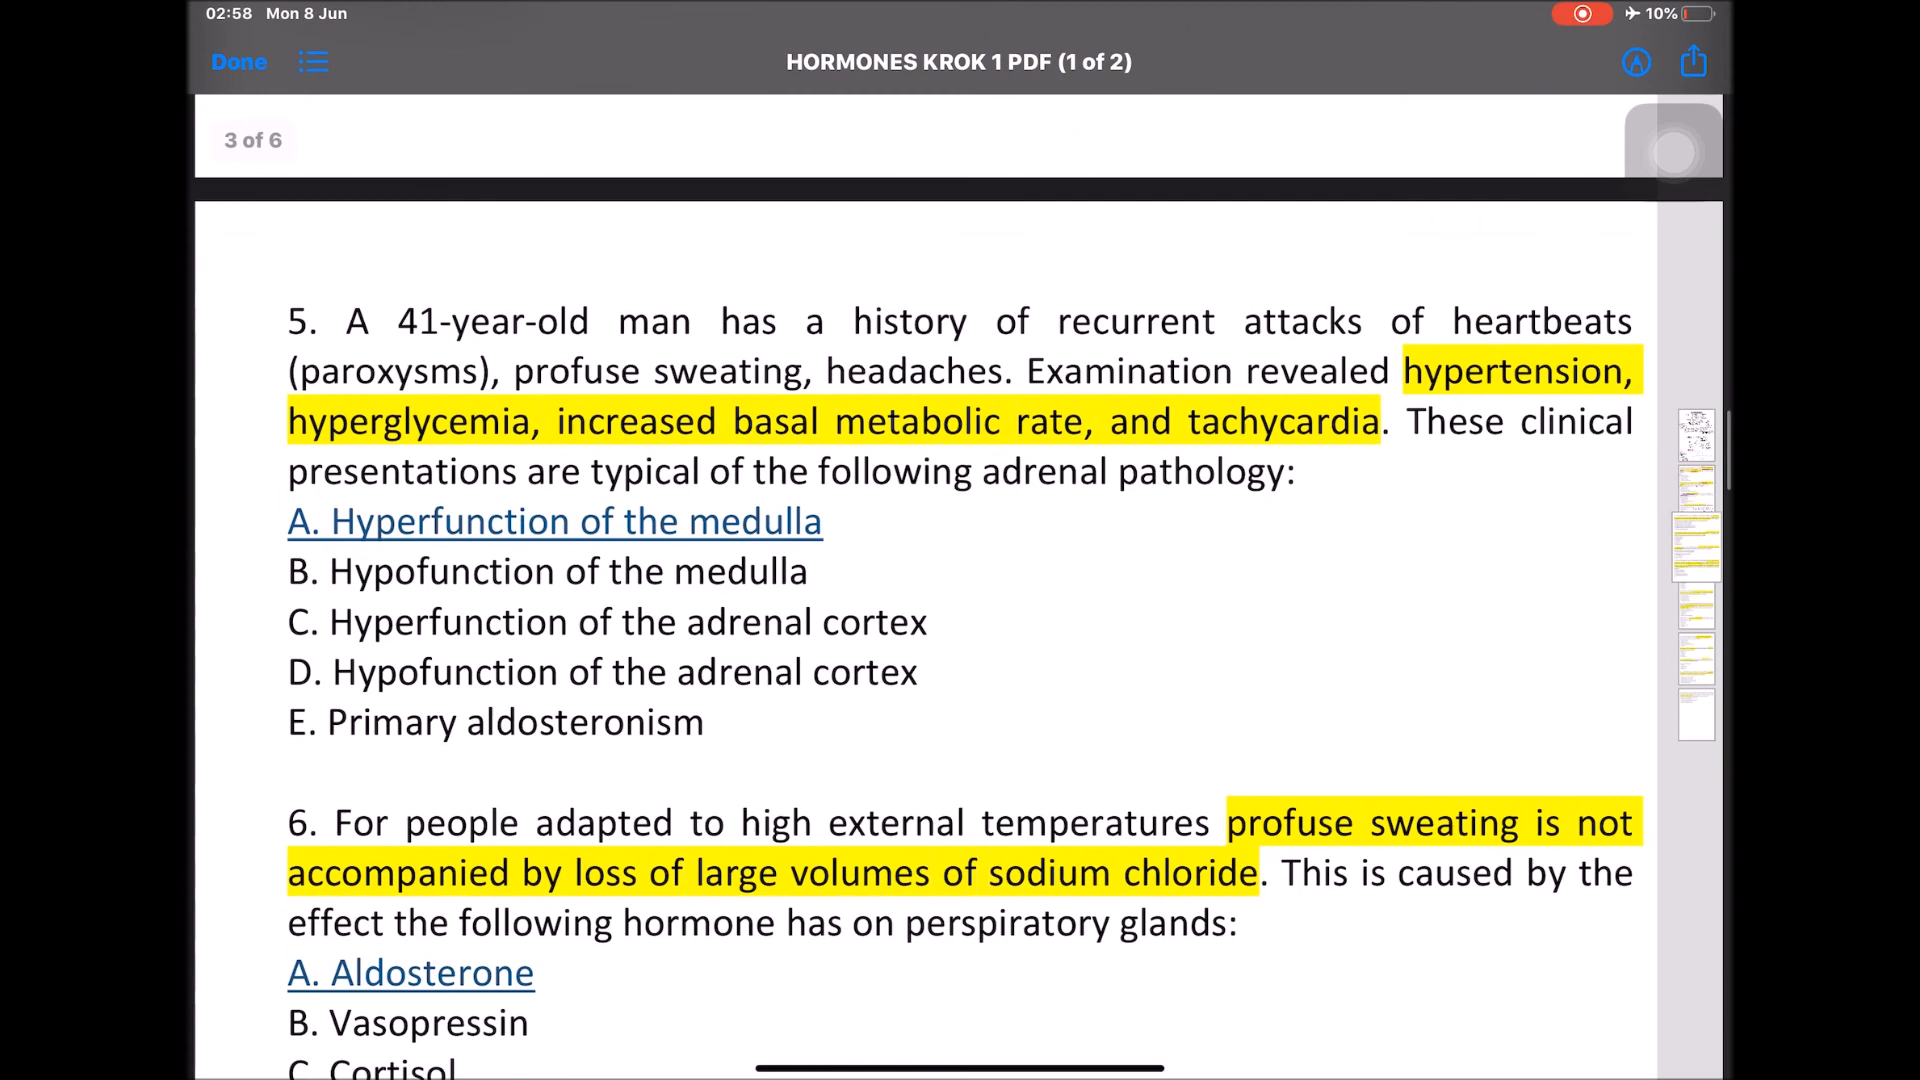 02:58 Mon 8 Jun
10%
Done
HORMONES KROK 1 PDF (1 of 2)
3 of 6
5. A 41-year-old man has a history of recurrent attacks of heartbeats
(paroxysms), profuse sweating, headaches. Examination revealed hypertension,
hyperglycemia, increased basal metabolic rate, and tachycardia. These clinical
presentations are typical of the following adrenal pathology:
A. Hyperfunction of the medulla
B. Hypofunction of the medulla
C. Hyperfunction of the adrenal cortex
D. Hypofunction of the adrenal cortex
E. Primary aldosteronism
6. For people adapted to high external temperatures profuse sweating is not
accompanied by loss of large volumes of sodium chloride. This is caused by the
effect the following hormone has on perspiratory glands:
A. Aldosterone
B. Vasopressin
C. Cortisol